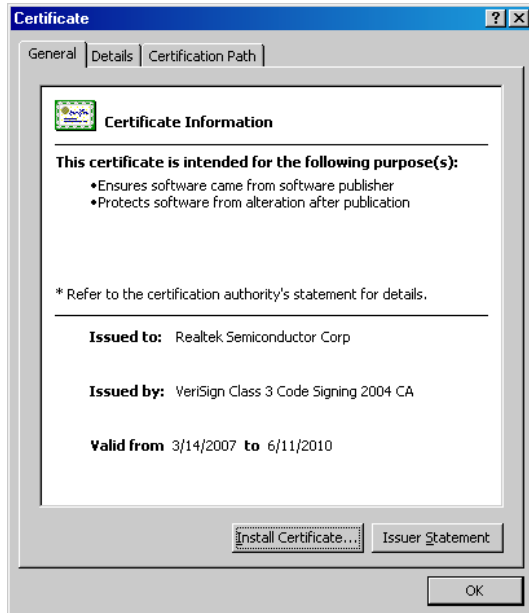 Certificate
General Details Certification Path
Certificate Information
This certificate is intended for the following purpose(s):
•Ensures software came from software publisher
•Protects software from alteration after publication
* Refer to the certification authority's statement for details.
Issued to: Realtek Semiconductor Corp
Issued by: VeriSign Class 3 Code Signing 2004 CA
Valid from 3/14/2007 to 6/11/2010
Install Certificate... Issuer Statement
OK